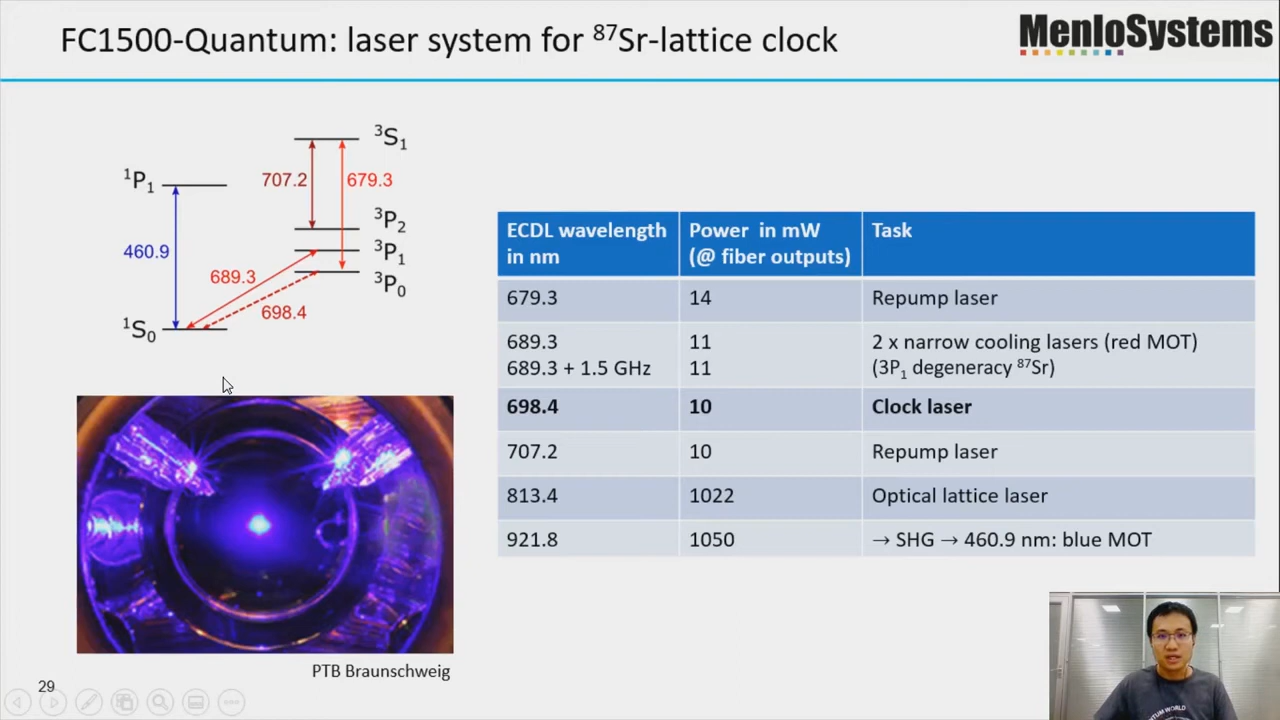 FC1500-Quantum: laser system for ⁸⁷Sr-lattice clock
MenloSystems
³S₁
¹P₁
707.2
679.3
³P₂
³P₁
³P₀
460.9
689.3
698.4
¹S₀
ECDL wavelength in nm | Power in mW (@ fiber outputs) | Task
679.3 | 14 | Repump laser
689.3 | 11 | 2 x narrow cooling lasers (red MOT)
689.3 + 1.5 GHz | 11 | (3P₁ degeneracy ⁸⁷Sr)
698.4 | 10 | Clock laser
707.2 | 10 | Repump laser
813.4 | 1022 | Optical lattice laser
921.8 | 1050 | → SHG → 460.9 nm: blue MOT
PTB Braunschweig
29